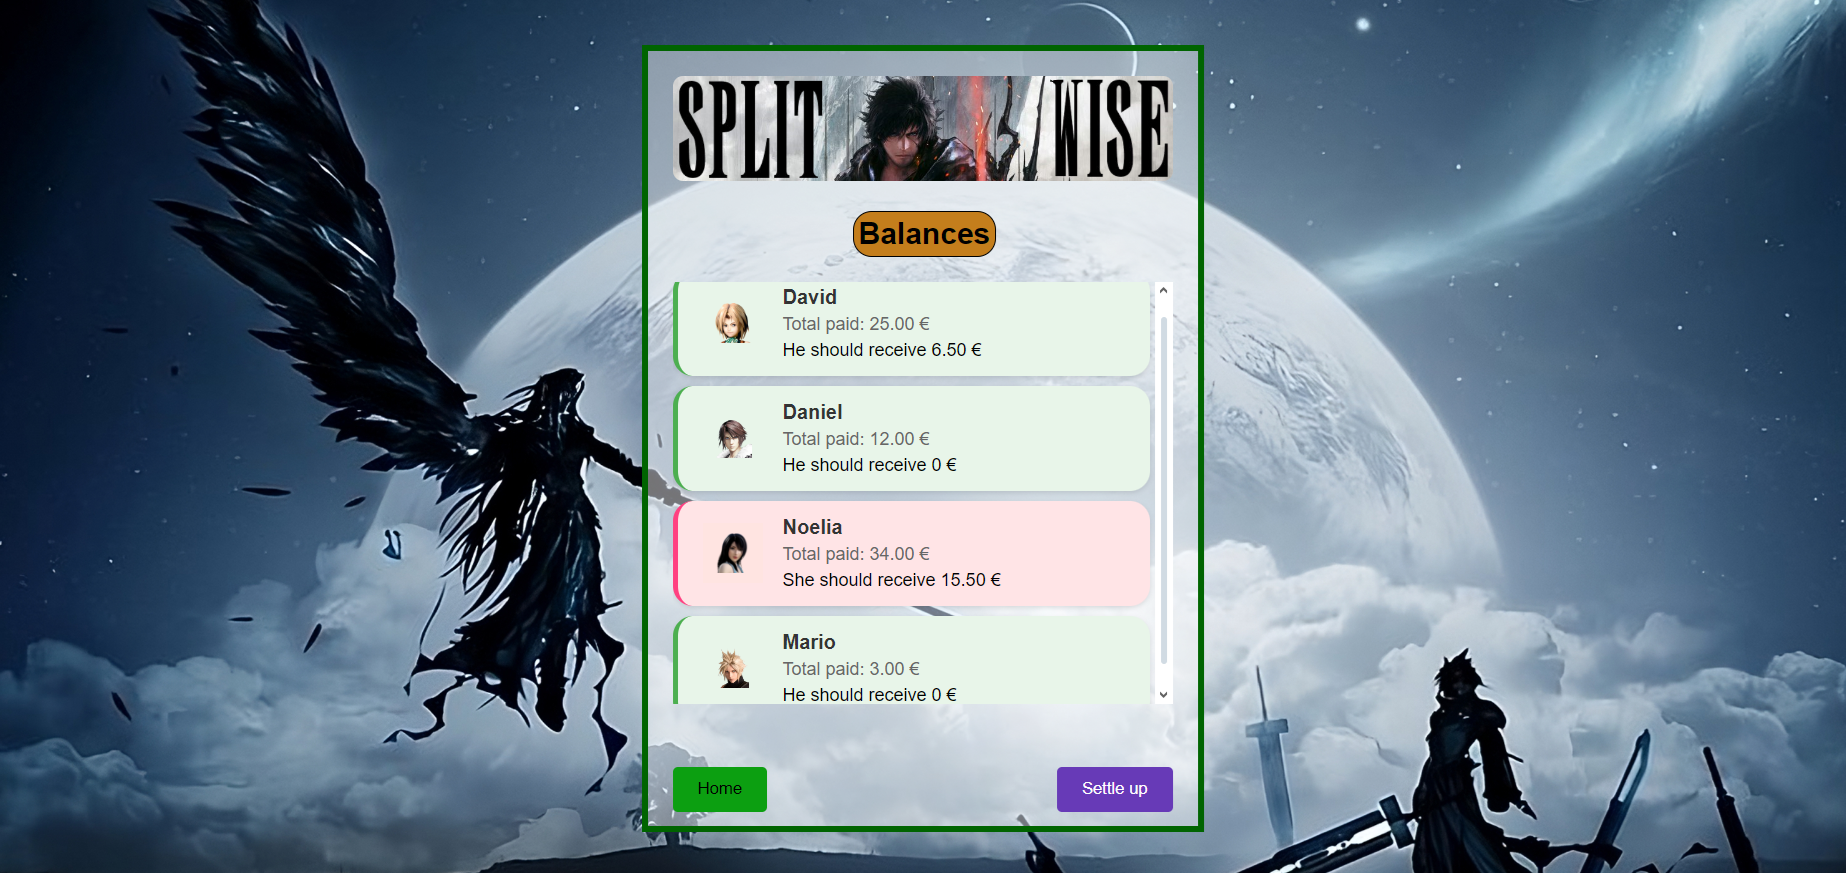 SPLIT WISE
Balances
David
Total paid: 25.00 €
He should receive 6.50 €
Daniel
Total paid: 12.00 €
He should receive 0 €
Noelia
Total paid: 34.00 €
She should receive 15.50 €
Mario
Total paid: 3.00 €
He should receive 0 €
Home
Settle up